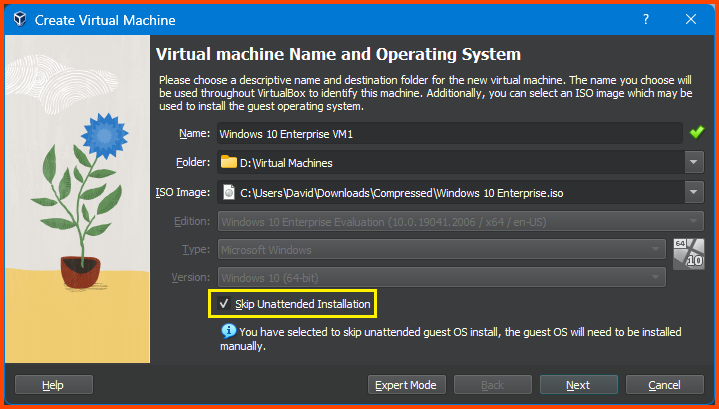 Create Virtual Machine
?
Virtual machine Name and Operating System
Please choose a descriptive name and destination folder for the new virtual machine. The name you choose will
be used throughout VirtualBox to identify this machine. Additionally, you can select an ISO image which may be
used to install the guest operating system.
Name: Windows 10 Enterprise VM1
Folder: D:\Virtual Machines
ISO Image: C:\Users\David\Downloads\Compressed\Windows 10 Enterprise.iso
Edition: Windows 10 Enterprise Evaluation (10.0.19041.2006 / x64 / en-US)
Type: Microsoft Windows
64
10
Version: Windows 10 (64-bit)
Skip Unattended Installation
You have selected to skip unattended guest OS install, the guest OS will need to be installed
manually.
Help Expert Mode Back Next Cancel